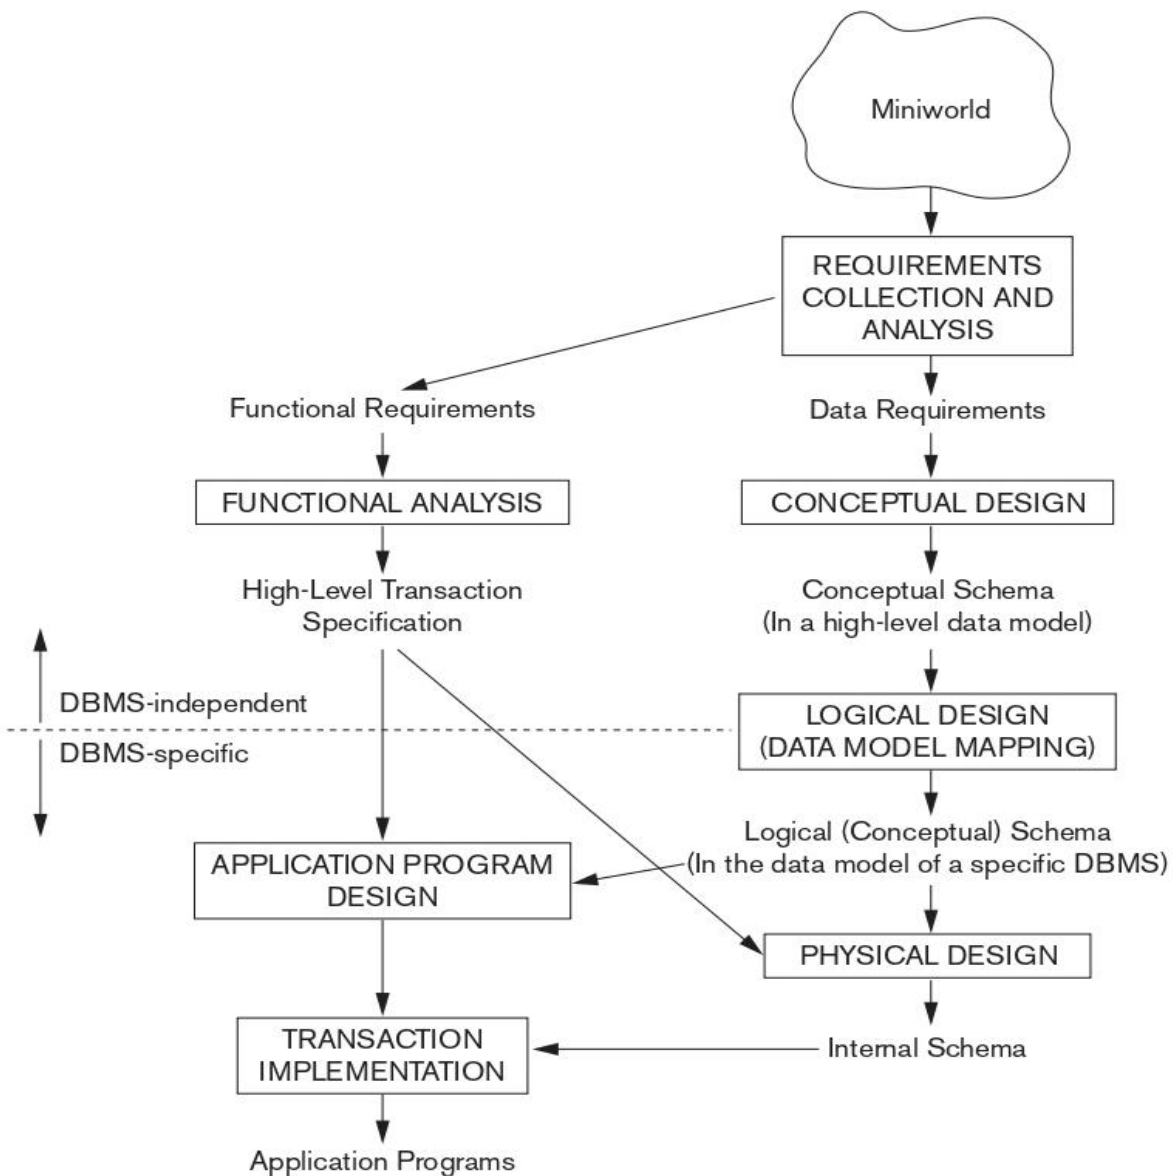 Miniworld
REQUIREMENTS
COLLECTION AND
ANALYSIS
Functional Requirements
Data Requirements
FUNCTIONAL ANALYSIS
CONCEPTUAL DESIGN
High-Level Transaction
Specification
Conceptual Schema
(In a high-level data model)
DBMS-independent
DBMS-specific
LOGICAL DESIGN
(DATA MODEL MAPPING)
Logical (Conceptual) Schema
(In the data model of a specific DBMS)
APPLICATION PROGRAM
DESIGN
PHYSICAL DESIGN
TRANSACTION
IMPLEMENTATION
Internal Schema
Application Programs